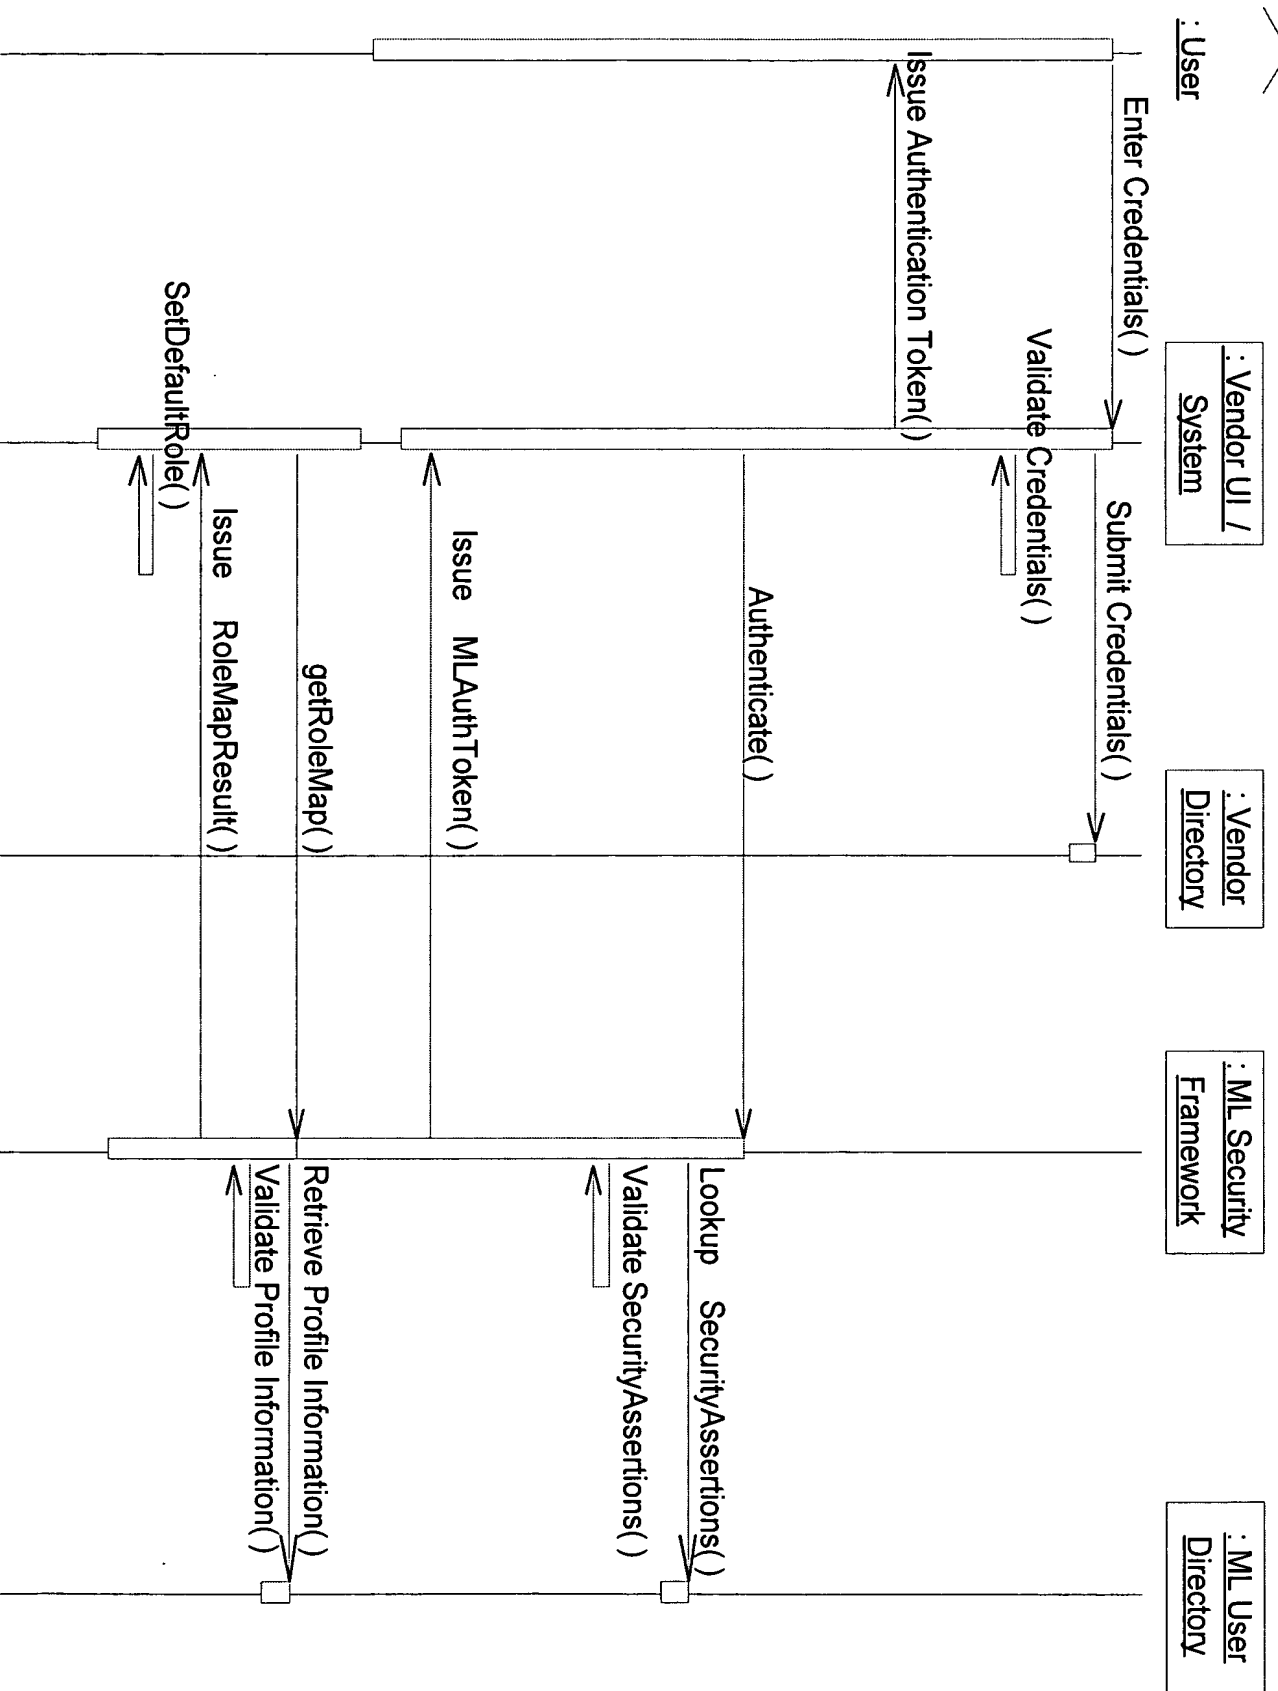 : User
: Vendor UI /
System
: Vendor
Directory
: ML Security
Framework
: ML User
Directory
Enter Credentials( )
Submit Credentials( )
Validate Credentials( )
Issue Authentication Token( )
Authenticate( )
Lookup SecurityAssertions( )
Validate SecurityAssertions( )
Issue MLAuthToken( )
getRoleMap( )
Retrieve Profile Information( )
Validate Profile Information( )
Issue RoleMapResult( )
SetDefaultRole( )